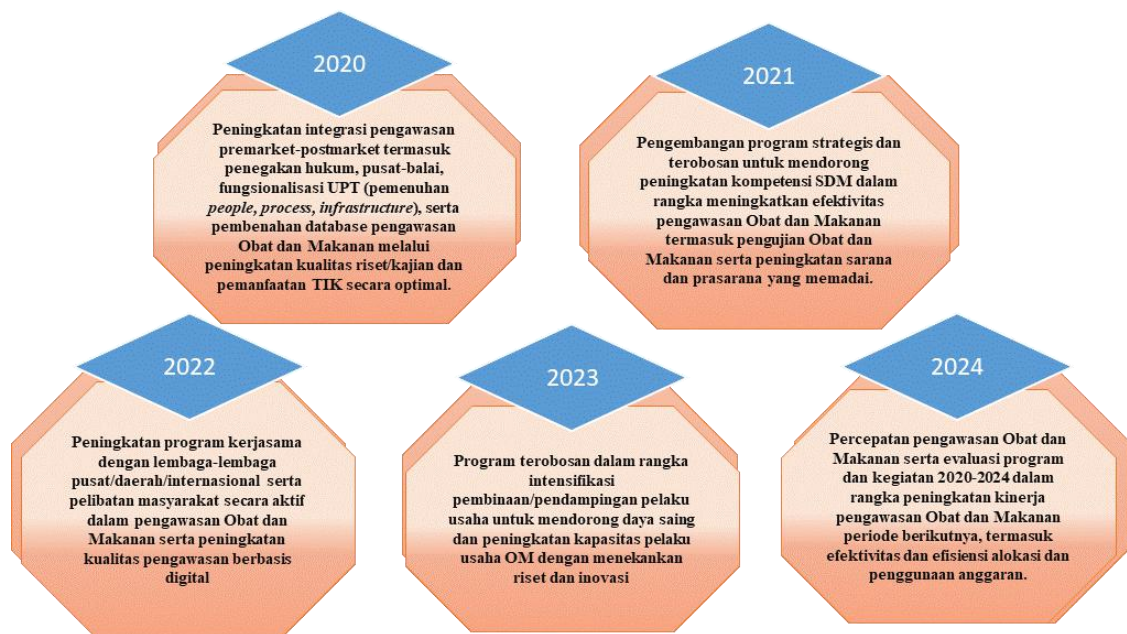 2020
Peningkatan integrasi pengawasan
premarket-postmarket termasuk
penegakan hukum, pusat-balai,
fungsionalisasi UPT (pemenuhan
people, process, infrastructure), serta
pembenahan database pengawasan
Obat dan Makanan melalui
peningkatan kualitas riset/kajian dan
pemanfaatan TIK secara optimal.
2021
Pengembangan program strategis dan
terobosan untuk mendorong
peningkatan kompetensi SDM dalam
rangka meningkatkan efektivitas
pengawasan Obat dan Makanan
termasuk pengujian Obat dan
Makanan serta peningkatan sarana
dan prasarana yang memadai.
2022
Peningkatan program kerjasama
dengan lembaga-lembaga
pusat/daerah/internasional serta
pelibatan masyarakat secara aktif
dalam pengawasan Obat dan
Makanan serta peningkatan
kualitas pengawasan berbasis
digital
2023
Program terobosan dalam rangka
intensifikasi
pembinaan/pendampingan pelaku
usaha untuk mendorong daya saing
dan peningkatan kapasitas pelaku
usaha OM dengan menekankan
riset dan inovasi
2024
Percepatan pengawasan Obat dan
Makanan serta evaluasi program
dan kegiatan 2020-2024 dalam
rangka peningkatan kinerja
pengawasan Obat dan Makanan
periode berikutnya, termasuk
efektivitas dan efisiensi alokasi dan
penggunaan anggaran.